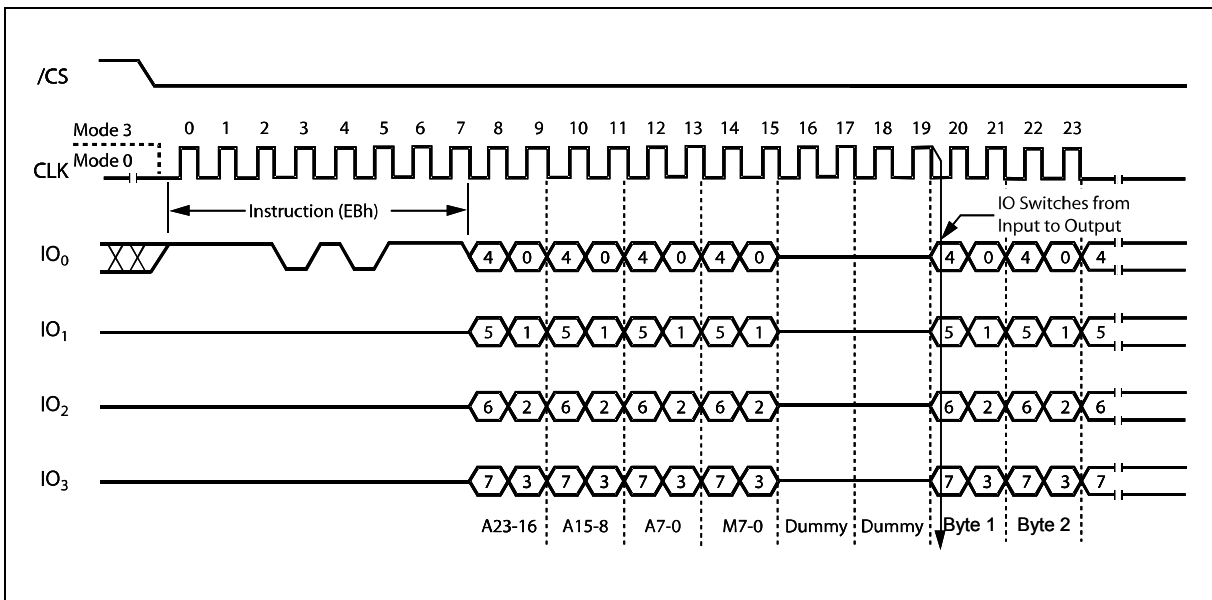 /CS
Mode 3
0 1 2 3 4 5 6 7 8 9 10 11 12 13 14 15 16 17 18 19 20 21 22 23
CLK
Mode 0
Instruction (EBh)
IO Switches from
Input to Output
IO0
4 0 4 0 4 0 4 0 4 0 4 0 4
IO1
5 1 5 1 5 1 5 1 5 1 5 1 5
IO2
6 2 6 2 6 2 6 2 6 2 6 2 6
IO3
7 3 7 3 7 3 7 3 7 3 7 3 7
A23-16 A15-8 A7-0 M7-0 Dummy Dummy Byte 1 Byte 2